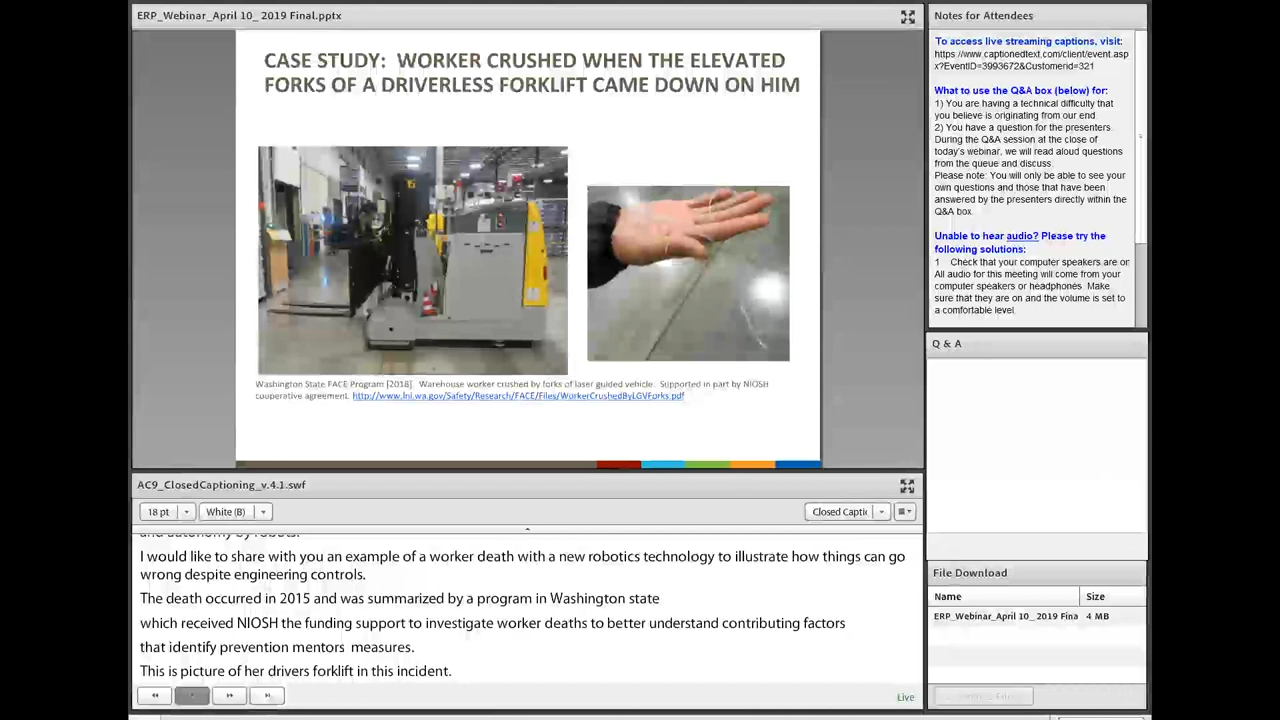 ERP_Webinar_April 10_ 2019 Final.pptx
CASE STUDY: WORKER CRUSHED WHEN THE ELEVATED
FORKS OF A DRIVERLESS FORKLIFT CAME DOWN ON HIM
Washington State FACE Program [2018]. Warehouse worker crushed by forks of laser guided vehicle. Supported in part by NIOSH
cooperative agreement. http://www.lni.wa.gov/Safety/Research/FACE/Files/WorkerCrushedByLGVForks.pdf
AC9_ClosedCaptioning_v.4.1.swf
18 pt
White (B)
Closed Capti
and autonomy by robots.
I would like to share with you an example of a worker death with a new robotics technology to illustrate how things can go
wrong despite engineering controls.
The death occurred in 2015 and was summarized by a program in Washington state
which received NIOSH the funding support to investigate worker deaths to better understand contributing factors
that identify prevention mentors measures.
This is picture of her drivers forklift in this incident.
Live
Notes for Attendees
To access live streaming captions, visit:
https://www.captionedtext.com/client/event.asp
x?EventID=3993672&Customerid=321
What to use the Q&A box (below) for:
1) You are having a technical difficulty that
you believe is originating from our end
2) You have a question for the presenters.
During the Q&A session at the close of
today's webinar, we will read aloud questions
from the queue and discuss.
Please note: You will only be able to see your
own questions and those that have been
answered by the presenters directly within the
Q&A box.
Unable to hear audio? Please try the
following solutions:
1 Check that your computer speakers are on
All audio for this meeting will come from your
computer speakers or headphones. Make
sure that they are on and the volume is set to
a comfortable level.
Q & A
File Download
Name Size
ERP_Webinar_April 10_ 2019 Fina 4 MB